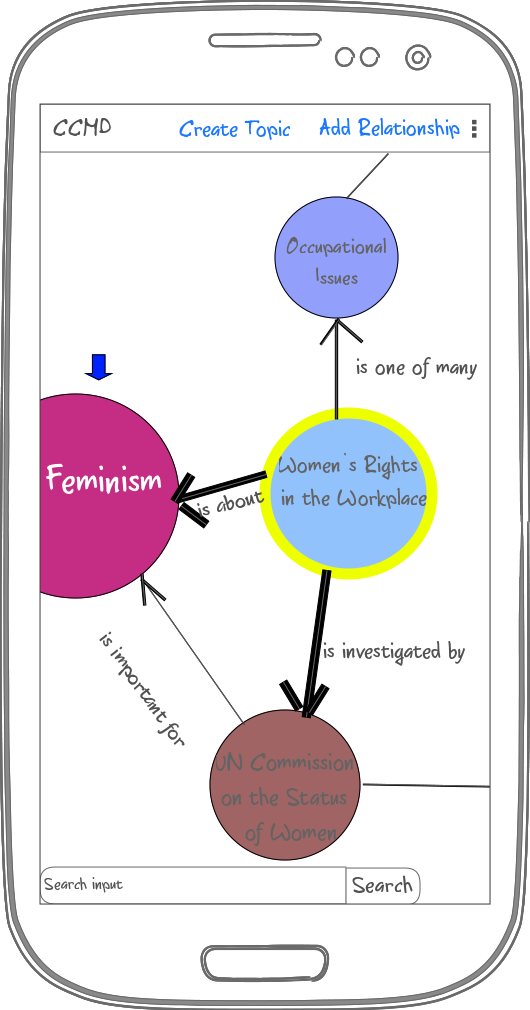 CCMD Create Topic Add Relationship
Occupational
Issues
is one of many
Women's Rights
in the Workplace
Feminism
is about
is investigated by
is important for
UN Commission
on the Status
of Women
Search input Search